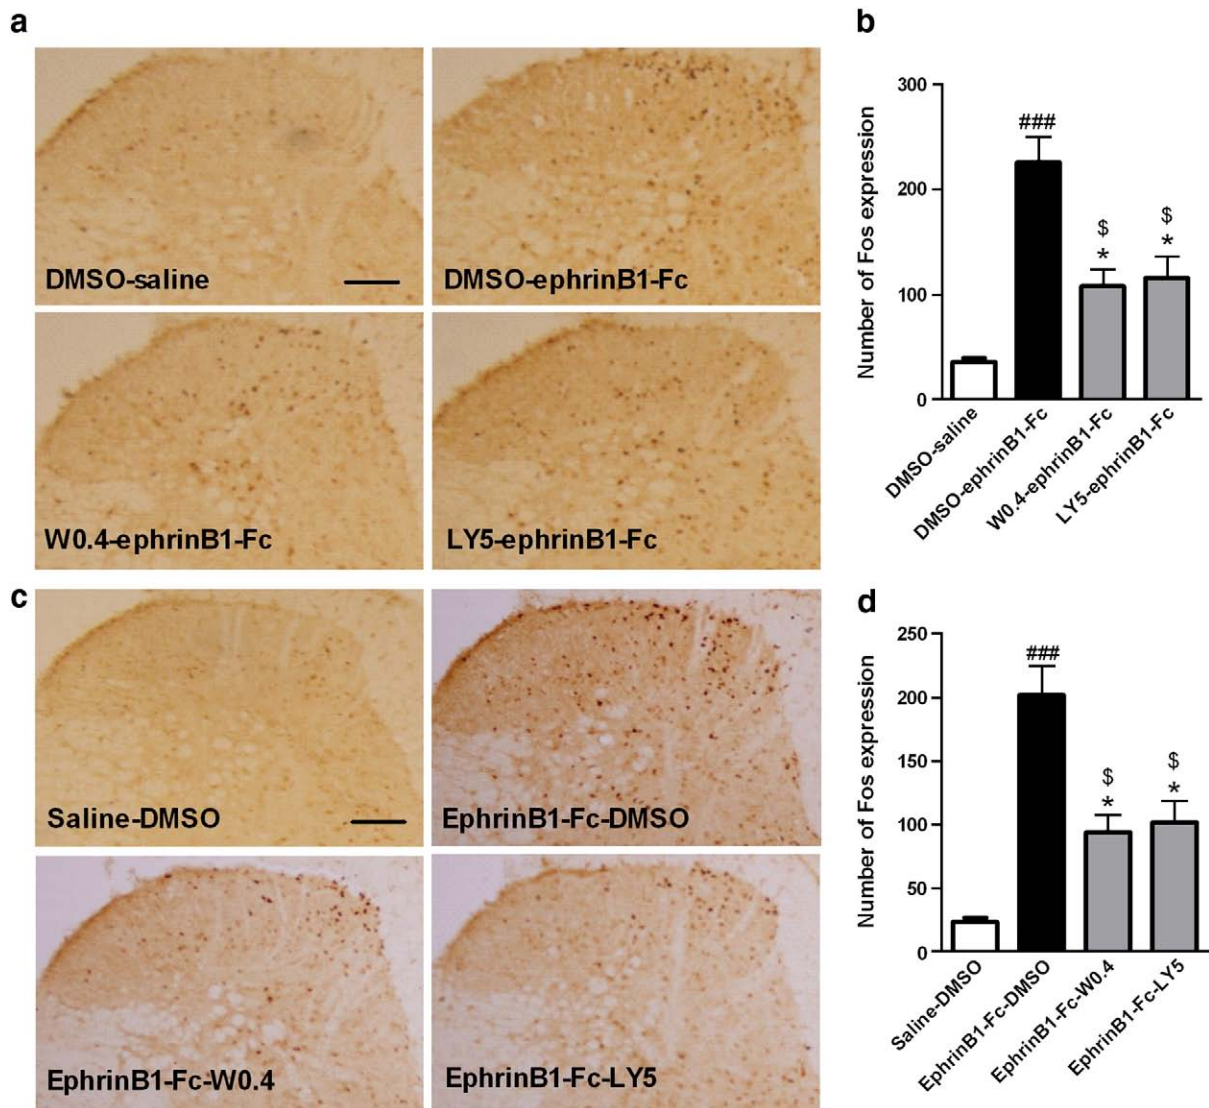 a
DMSO-saline
DMSO-ephrinB1-Fc
W0.4-ephrinB1-Fc
LY5-ephrinB1-Fc
b
Number of Fos expression
300
200
100
0
###
$
*
$
*
DMSO-saline
DMSO-ephrinB1-Fc
W0.4-ephrinB1-Fc
LY5-ephrinB1-Fc
c
Saline-DMSO
EphrinB1-Fc-DMSO
EphrinB1-Fc-W0.4
EphrinB1-Fc-LY5
d
Number of Fos expression
250
200
150
100
50
0
###
$
*
$
*
Saline-DMSO
EphrinB1-Fc-DMSO
EphrinB1-Fc-W0.4
EphrinB1-Fc-LY5